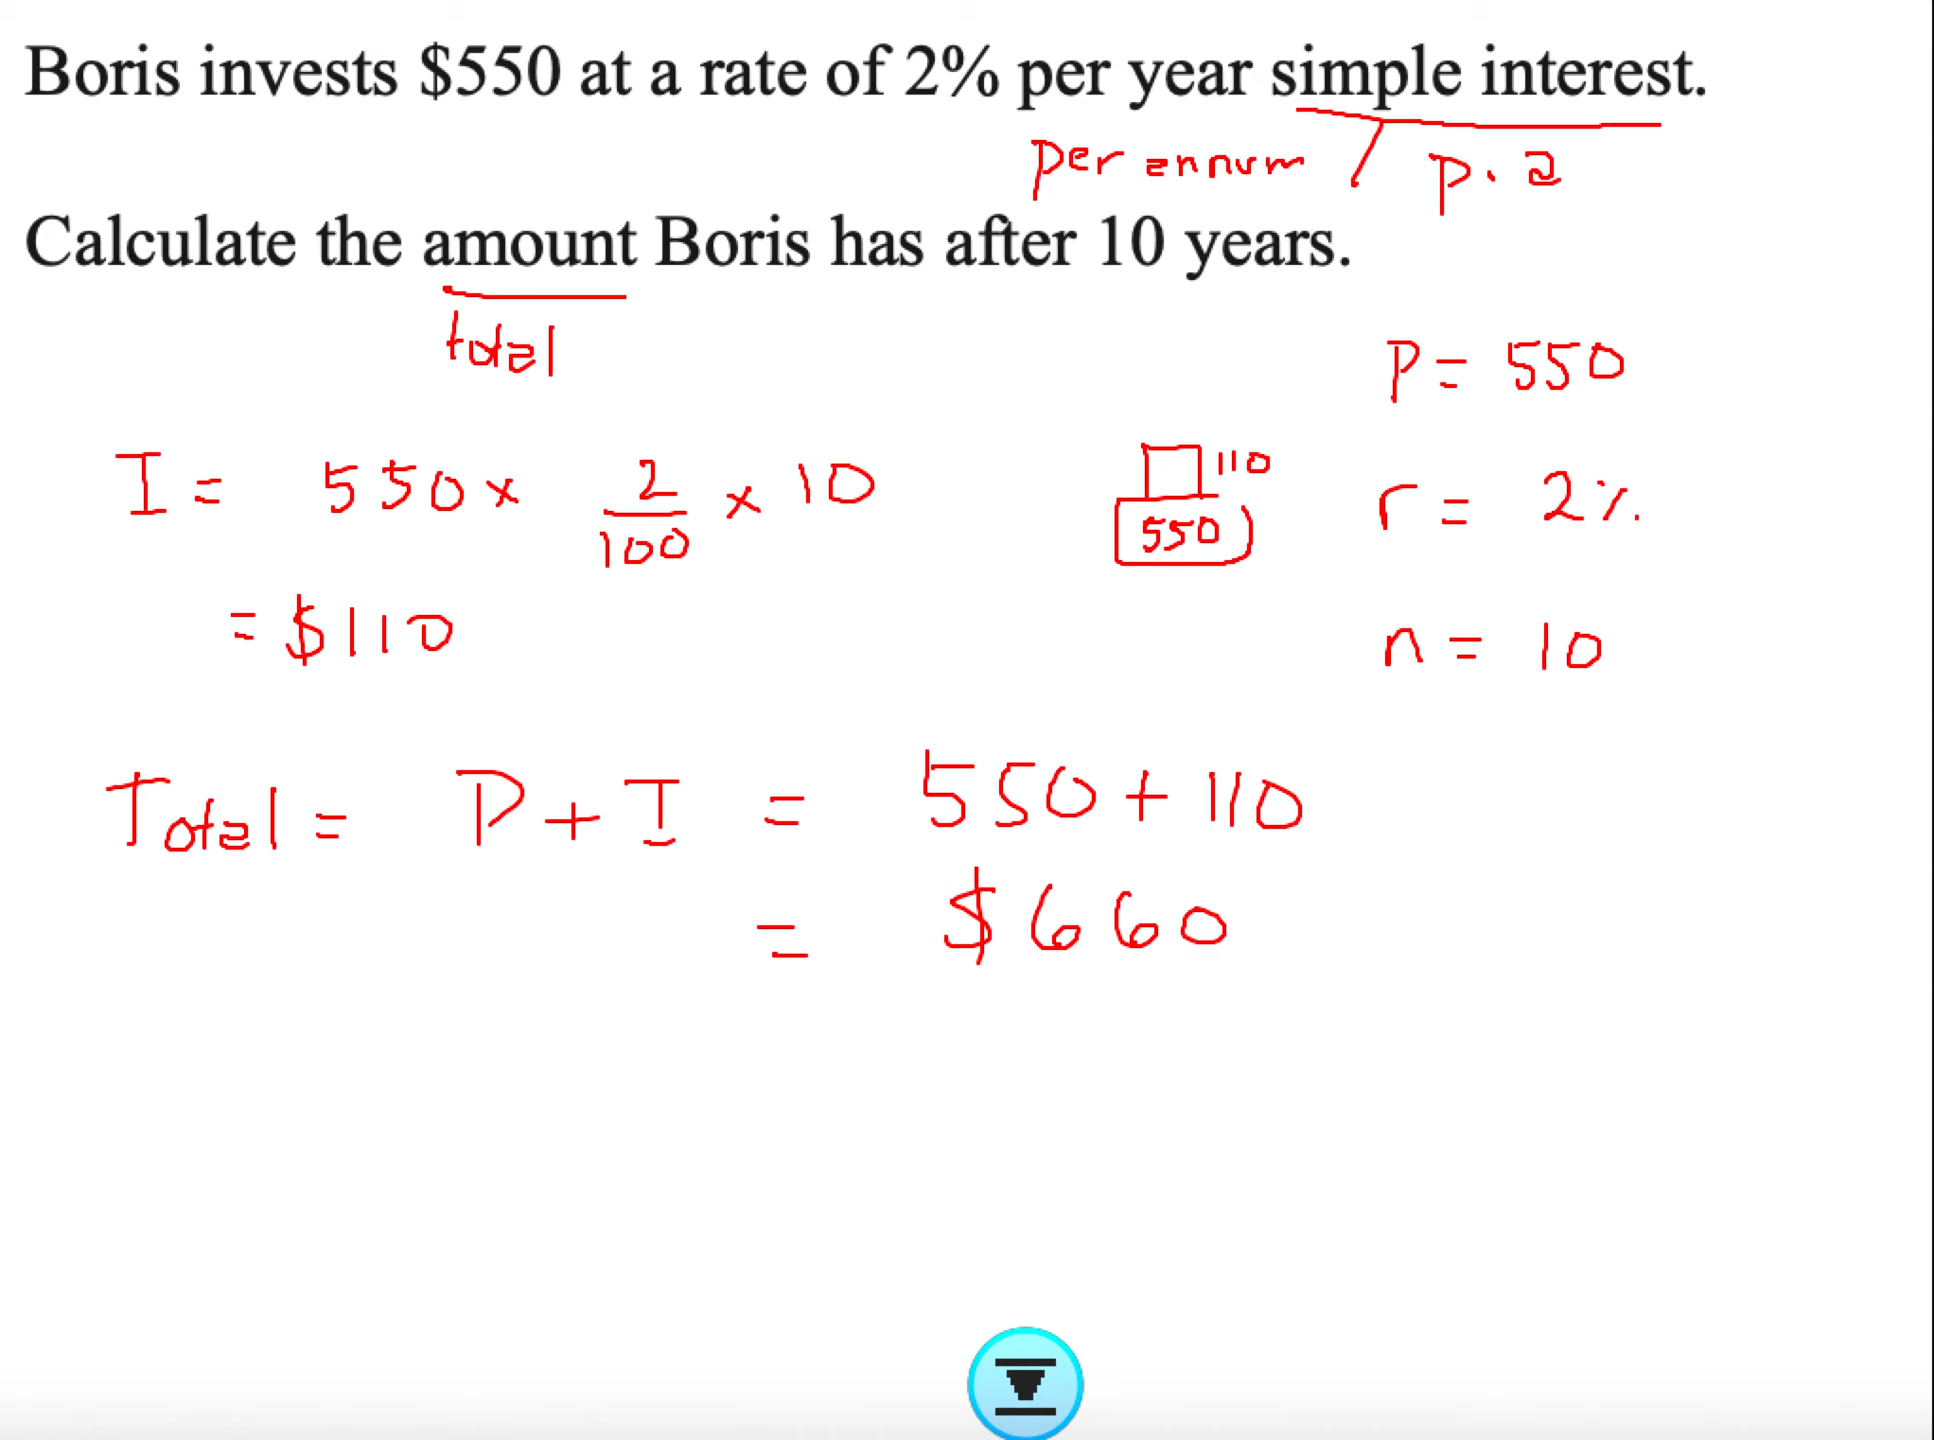 Boris invests $550 at a rate of 2% per year simple interest.
per annum / p.a
Calculate the amount Boris has after 10 years.
total
P = 550
I = 550 × 2/100 × 10
110
550
r = 2%
= $110
n = 10
Total = P + I = 550 + 110
= $660